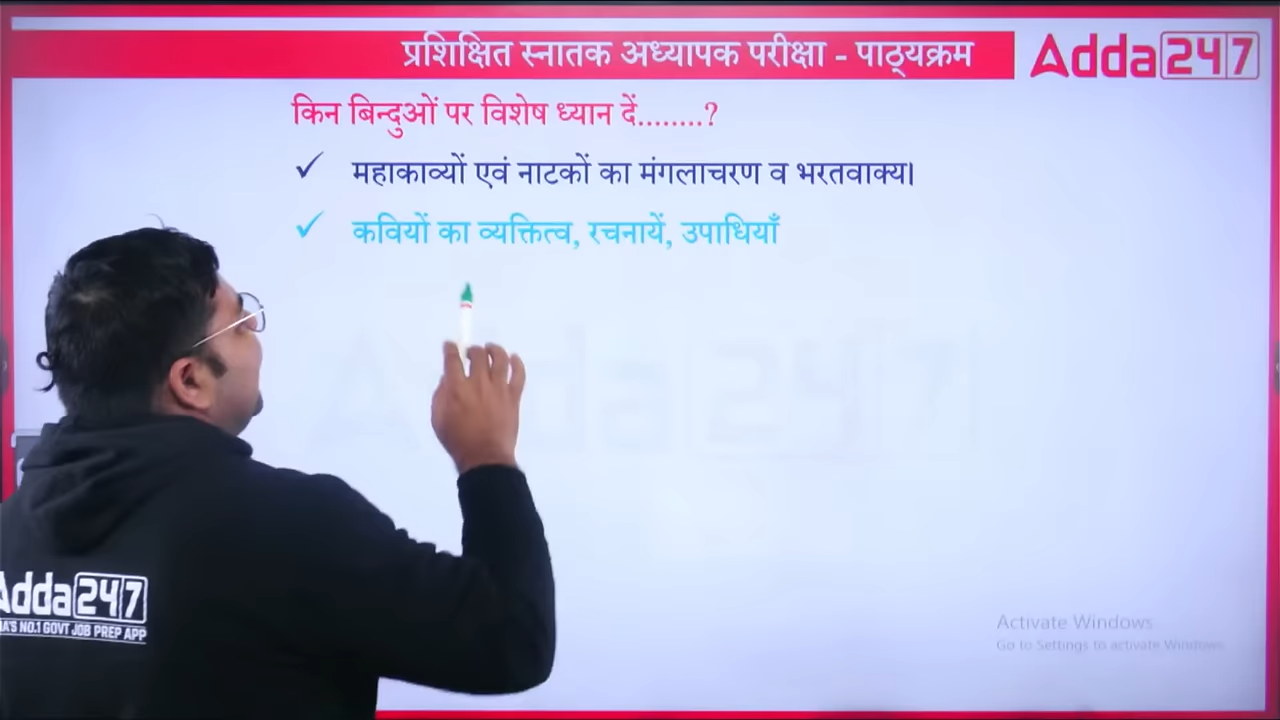 प्रशिक्षित स्नातक अध्यापक परीक्षा - पाठ्यक्रम
Adda247
किन बिन्दुओं पर विशेष ध्यान दें........?
✓ महाकाव्यों एवं नाटकों का मंगलाचरण व भरतवाक्य।
✓ कवियों का व्यक्तित्व, रचनायें, उपाधियाँ
Adda247
Adda247
NO.1 GOVT JOB PREP APP
Activate Windows
Go to Settings to activate Windows.